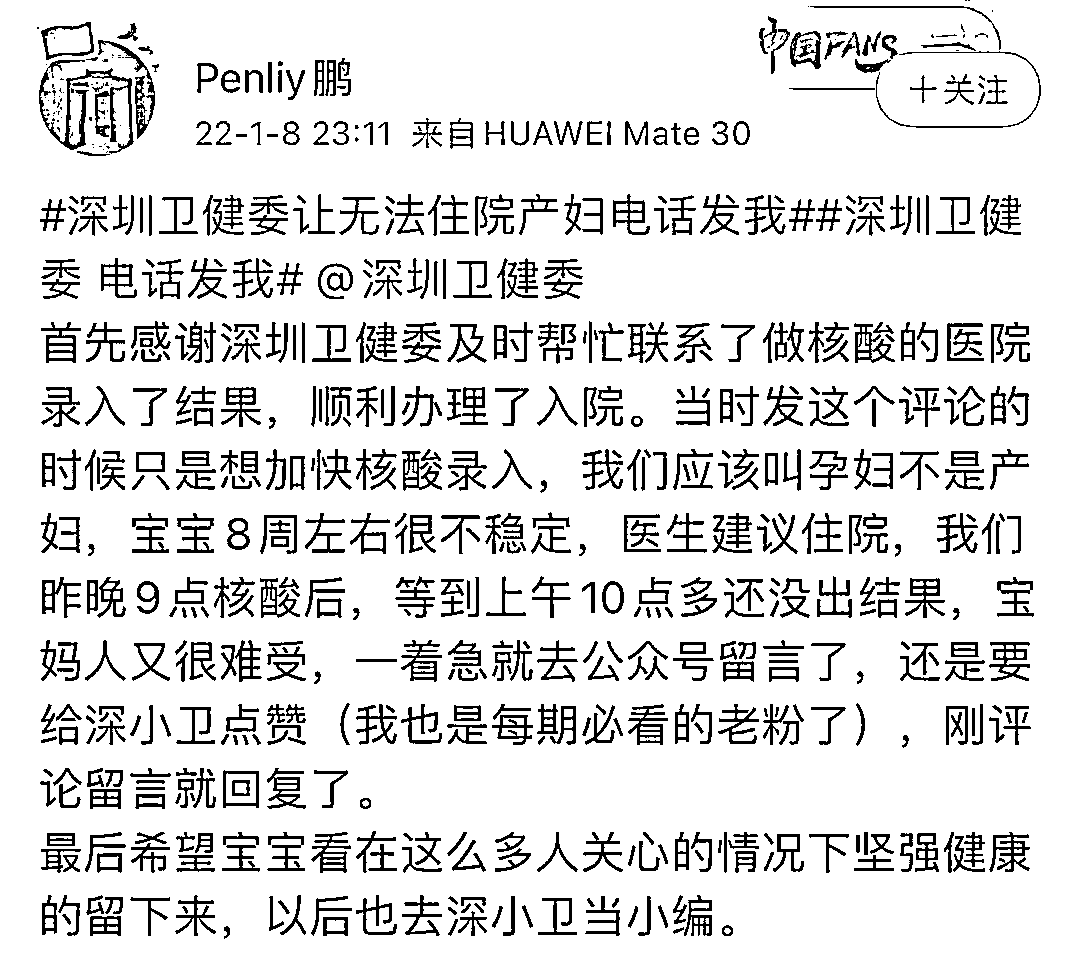 中国FANS
Penliy鹏
十关注
22-1-8 23:11 来自HUAWEI Mate 30
#深圳卫健委让无法住院产妇电话发我##深圳卫健
委 电话发我# @深圳卫健委
首先感谢深圳卫健委及时帮忙联系了做核酸的医院
录入了结果，顺利办理了入院。当时发这个评论的
时候只是想加快核酸录入，我们应该叫孕妇不是产
妇，宝宝8周左右很不稳定，医生建议住院，我们
昨晚9点核酸后，等到上午10点多还没出结果，宝
妈人又很难受，一着急就去公众号留言了，还是要
给深小卫点赞（我也是每期必看的老粉了），刚评
论留言就回复了。
最后希望宝宝看在这么多人关心的情况下坚强健康
的留下来，以后也去深小卫当小编。